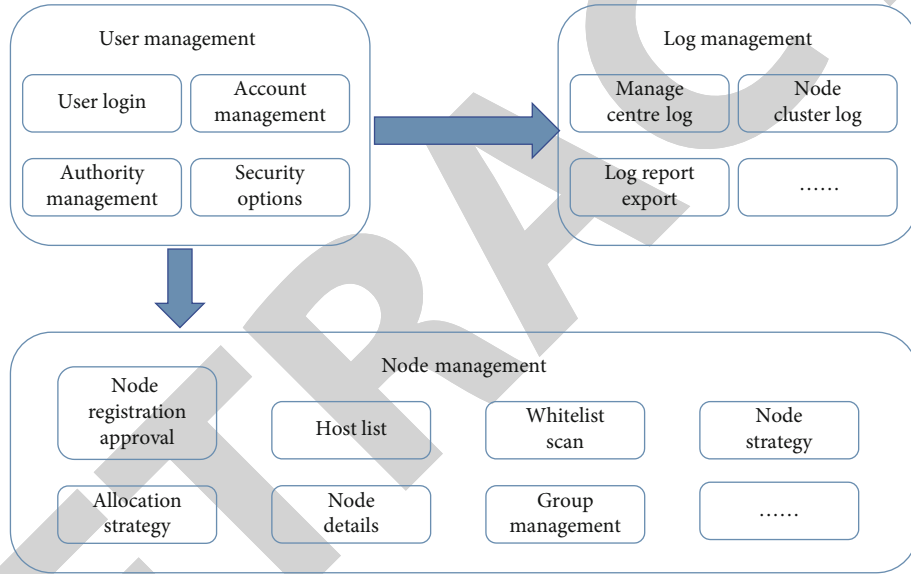 User management
User login
Account
management
Authority
management
Security
options
Log management
Manage
centre log
Node
cluster log
Log report
export
……
Node management
Node
registration
approval
Host list
Whitelist
scan
Node
strategy
Allocation
strategy
Node
details
Group
management
……